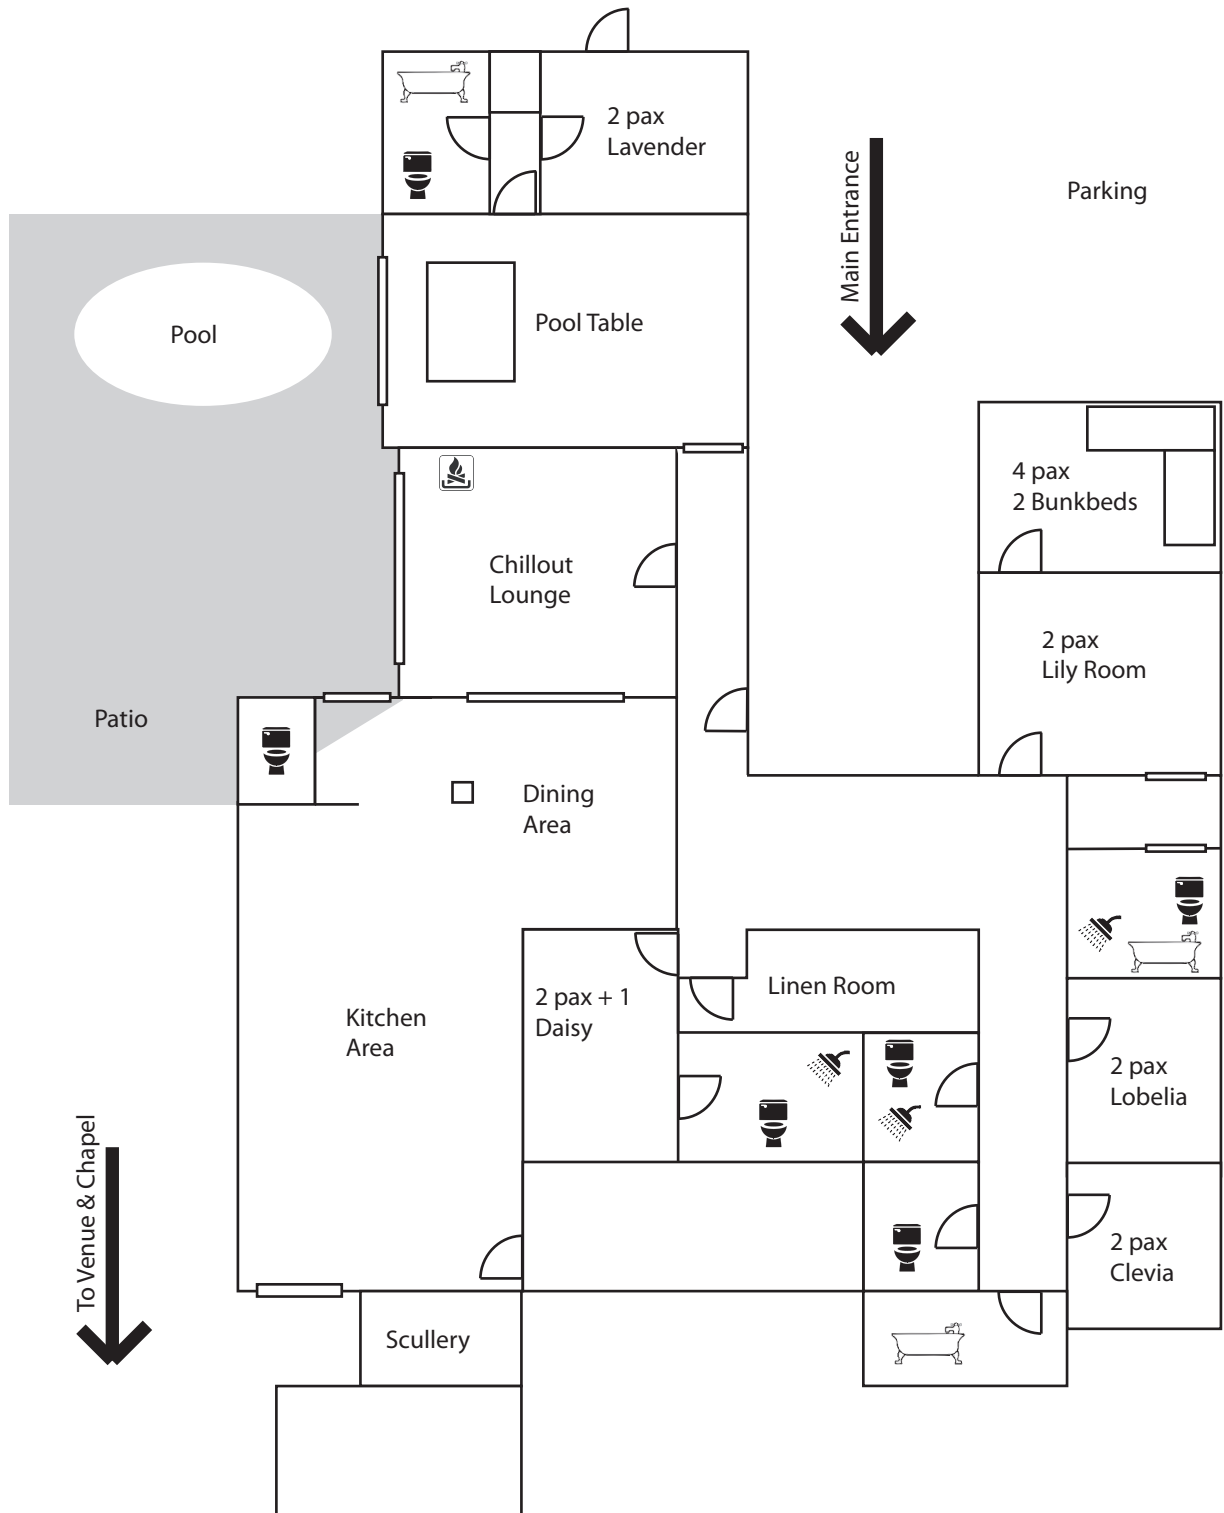 2 pax
Lavender
Main Entrance
Parking
Pool
Pool Table
4 pax
2 Bunkbeds
Chillout
Lounge
2 pax
Lily Room
Patio
Dining
Area
Linen Room
2 pax + 1
Daisy
Kitchen
Area
2 pax
Lobelia
To Venue & Chapel
2 pax
Clevia
Scullery